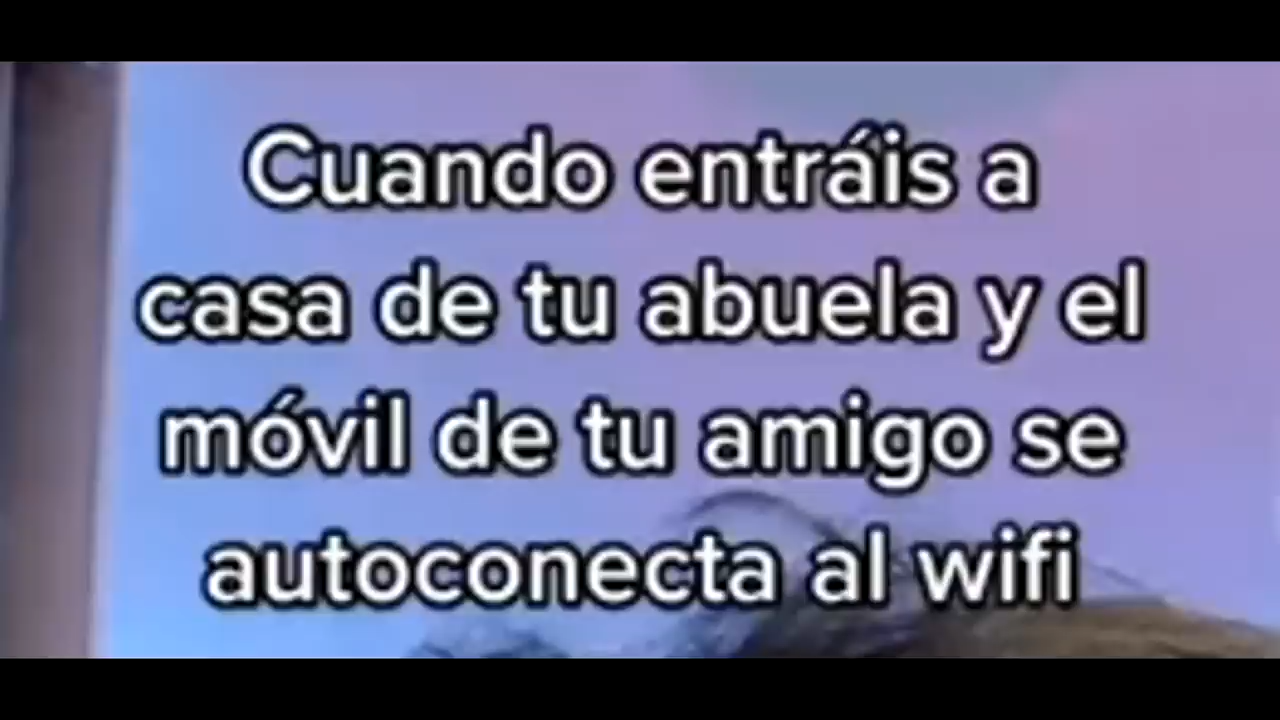 Cuando entráis a
casa de tu abuela y el
móvil de tu amigo se
autoconecta al wifi